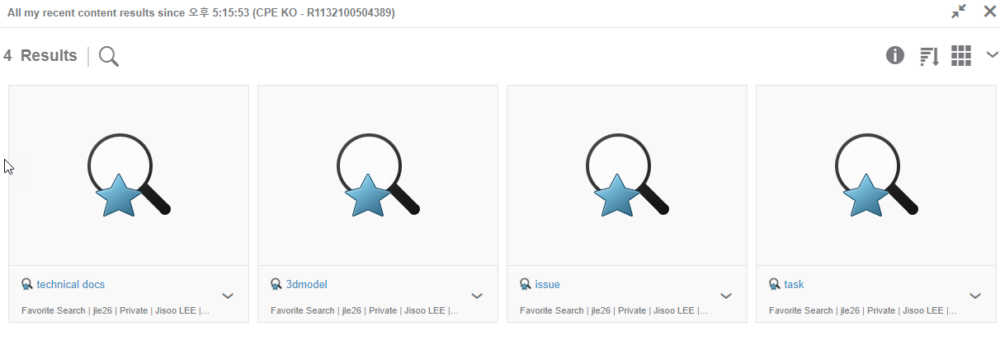 All my recent content results since 오후 5:15:53 (CPE KO - R1132100504389)
4 Results
technical docs
Favorite Search | jle26 | Private | Jisoo LEE |...
3dmodel
Favorite Search | jle26 | Private | Jisoo LEE |...
issue
Favorite Search | jle26 | Private | Jisoo LEE |...
task
Favorite Search | jle26 | Private | Jisoo LEE |...